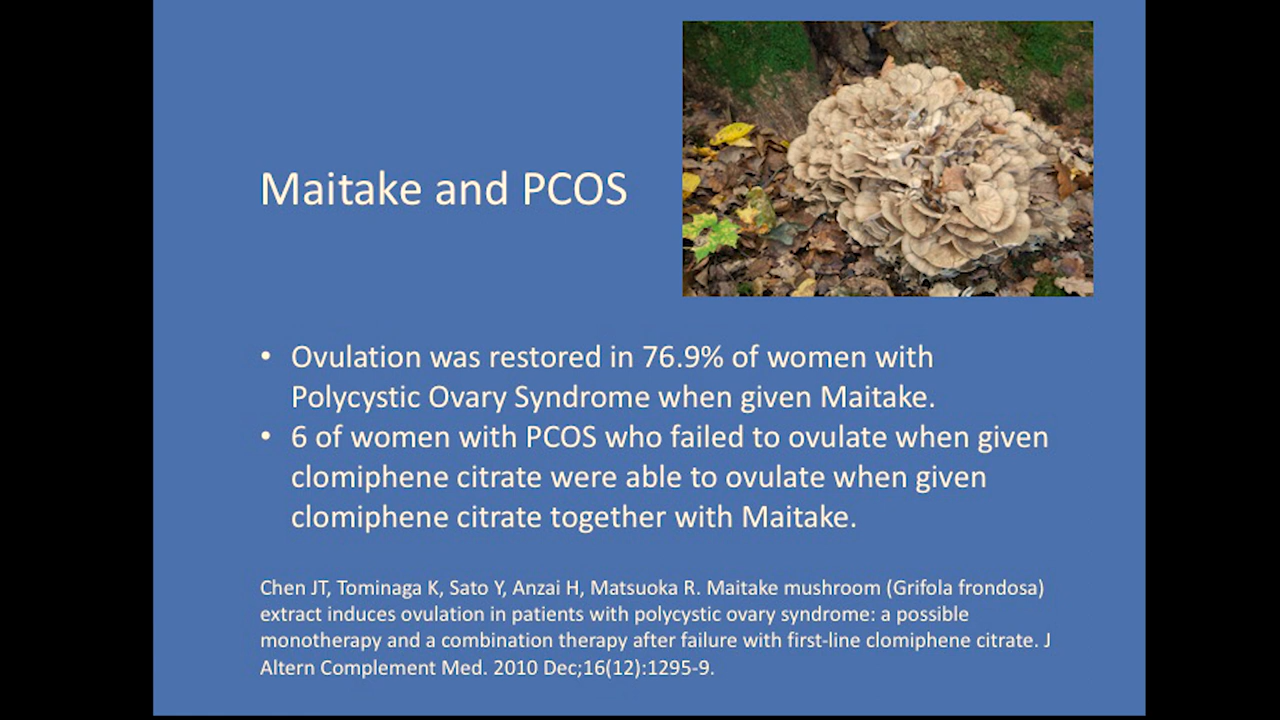 Maitake and PCOS
• Ovulation was restored in 76.9% of women with
Polycystic Ovary Syndrome when given Maitake.
• 6 of women with PCOS who failed to ovulate when given
clomiphene citrate were able to ovulate when given
clomiphene citrate together with Maitake.
Chen JT, Tominaga K, Sato Y, Anzai H, Matsuoka R. Maitake mushroom (Grifola frondosa)
extract induces ovulation in patients with polycystic ovary syndrome: a possible
monotherapy and a combination therapy after failure with first-line clomiphene citrate. J
Altern Complement Med. 2010 Dec;16(12):1295-9.